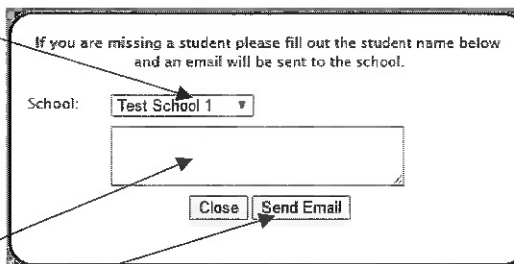 If you are missing a student please fill out the student name below
and an email will be sent to the school.
School: Test School 1
Close Send Email